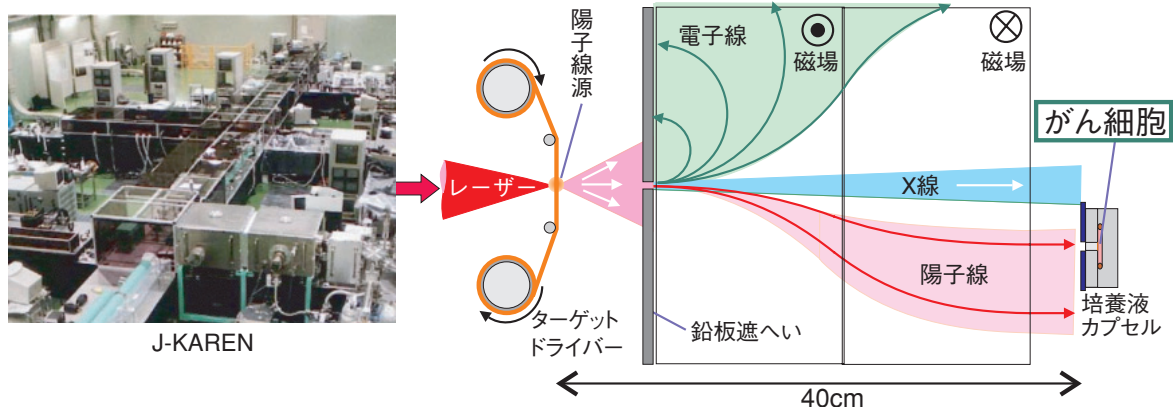 J-KAREN
レーザー
陽子線源
ターゲット
ドライバー
電子線
磁場
磁場
がん細胞
X線
陽子線
鉛板遮へい
培養液
カプセル
40cm